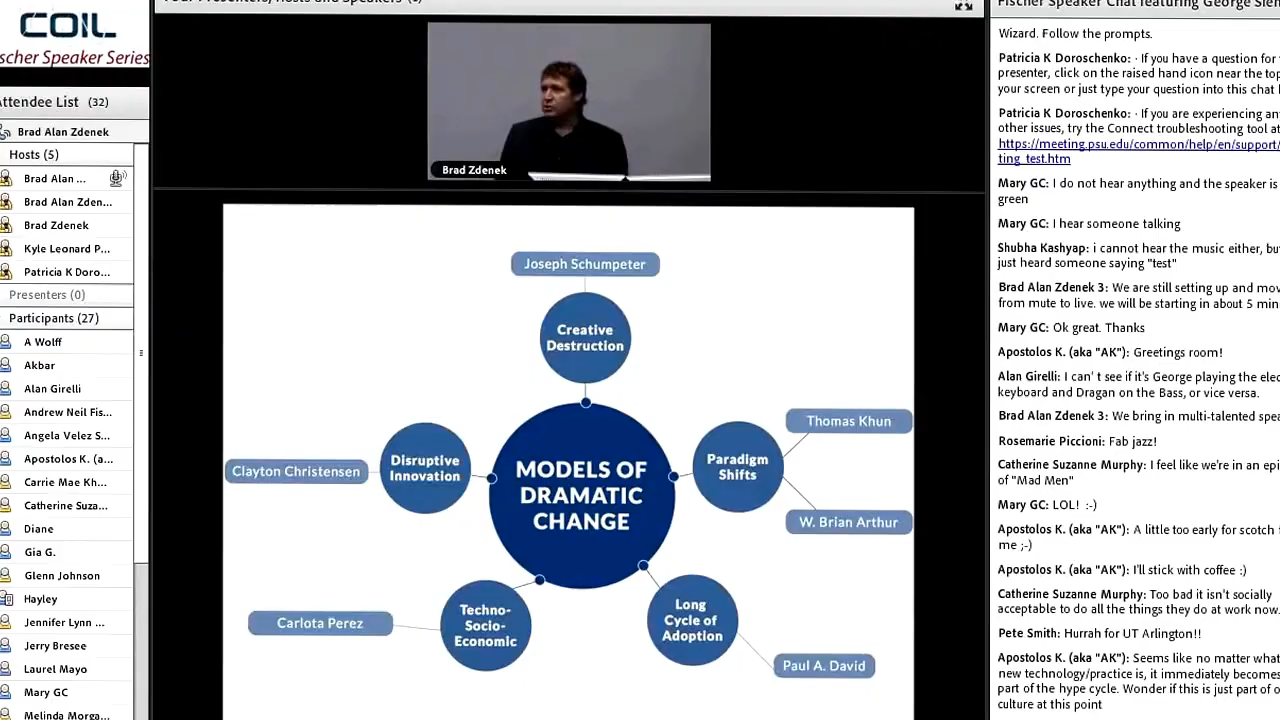 COIL
scher Speaker Series
Attendee List (32)
Brad Alan Zdenek
Hosts (5)
Brad Alan ...
Brad Alan Zden...
Brad Zdenek
Kyle Leonard P...
Patricia K Doro...
Presenters (0)
Participants (27)
A Wolff
Akbar
Alan Girelli
Andrew Neil Fis...
Angela Velez S...
Apostolos K. (a...
Carrie Mae Kh...
Catherine Suza...
Diane
Gia G.
Glenn Johnson
Hayley
Jennifer Lynn ...
Jerry Bresee
Laurel Mayo
Mary GC
Melinda Morga...
Brad Zdenek
Joseph Schumpeter
Creative
Destruction
Thomas Khun
Paradigm
Shifts
W. Brian Arthur
Clayton Christensen
Disruptive
Innovation
MODELS OF
DRAMATIC
CHANGE
Techno-
Socio-
Economic
Carlota Perez
Long
Cycle of
Adoption
Paul A. David
Fischer Speaker Chat featuring George Sien
Wizard. Follow the prompts.
Patricia K Doroschenko: · If you have a question for
presenter, click on the raised hand icon near the top
your screen or just type your question into this chat
Patricia K Doroschenko: · If you are experiencing any
other issues, try the Connect troubleshooting tool at
https://meeting.psu.edu/common/help/en/support/
ting_test.htm
Mary GC: I do not hear anything and the speaker is
green
Mary GC: I hear someone talking
Shubha Kashyap: i cannot hear the music either, bu
just heard someone saying "test"
Brad Alan Zdenek 3: We are still setting up and mov
from mute to live. we will be starting in about 5 min
Mary GC: Ok great. Thanks
Apostolos K. (aka "AK"): Greetings room!
Alan Girelli: I can' t see if it's George playing the elec
keyboard and Dragan on the Bass, or vice versa.
Brad Alan Zdenek 3: We bring in multi-talented spea
Rosemarie Piccioni: Fab jazz!
Catherine Suzanne Murphy: I feel like we're in an epi
of "Mad Men"
Mary GC: LOL! :-)
Apostolos K. (aka "AK"): A little too early for scotch
me ;-)
Apostolos K. (aka "AK"): I'll stick with coffee :)
Catherine Suzanne Murphy: Too bad it isn't socially
acceptable to do all the things they do at work now.
Pete Smith: Hurrah for UT Arlington!!
Apostolos K. (aka "AK"): Seems like no matter what
new technology/practice is, it immediately becomes
part of the hype cycle. Wonder if this is just part of o
culture at this point